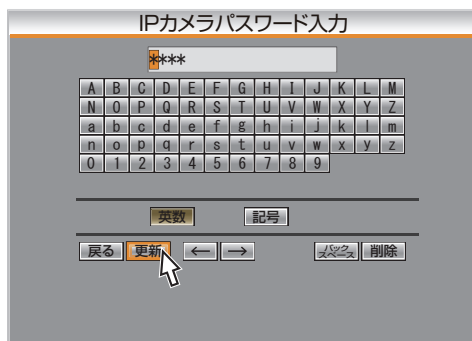 IPカメラパスワード入力
****
A B C D E F G H I J K L M
N O P Q R S T U V W X Y Z
a b c d e f g h i j k l m
n o p q r s t u v w x y z
0 1 2 3 4 5 6 7 8 9
英数 記号
戻る 更新 ← → バックスペース 削除